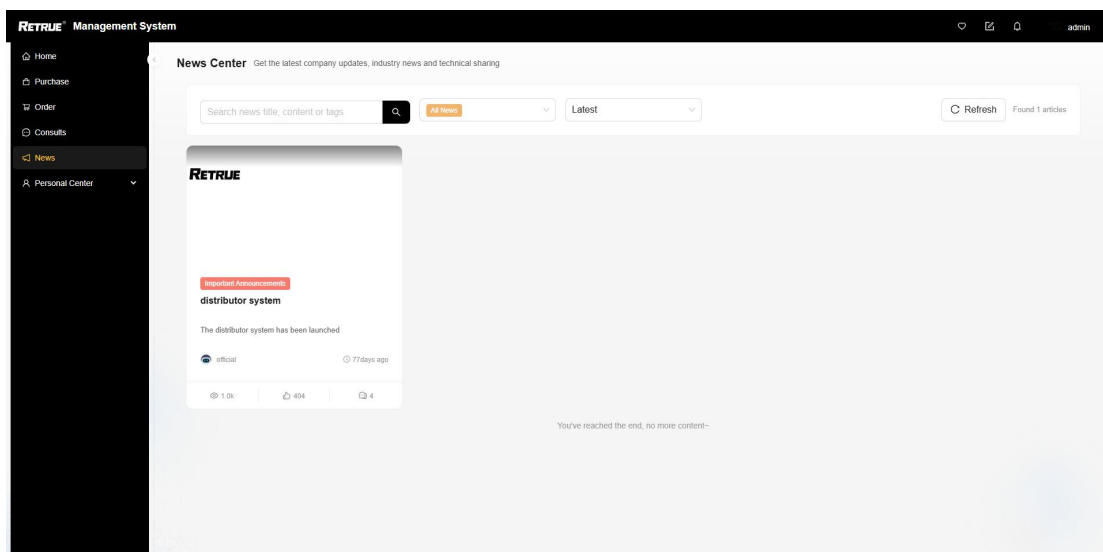 RETRUE® Management System
admin
Home
Purchase
Order
Consults
News
Personal Center
News Center Get the latest company updates, industry news and technical sharing
Search news title, content or tags
All News
Latest
Refresh
Found 1 articles
RETRUE
Important Announcements
distributor system
The distributor system has been launched
official
77days ago
1.0k
404
4
You've reached the end, no more content~